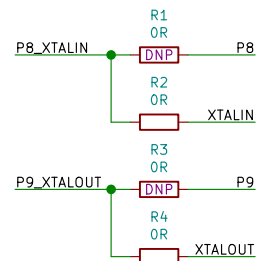 R1
0R
P8_XTALIN
DNP
P8
R2
0R
XTALIN
R3
0R
P9_XTALOUT
DNP
P9
R4
0R
XTALOUT